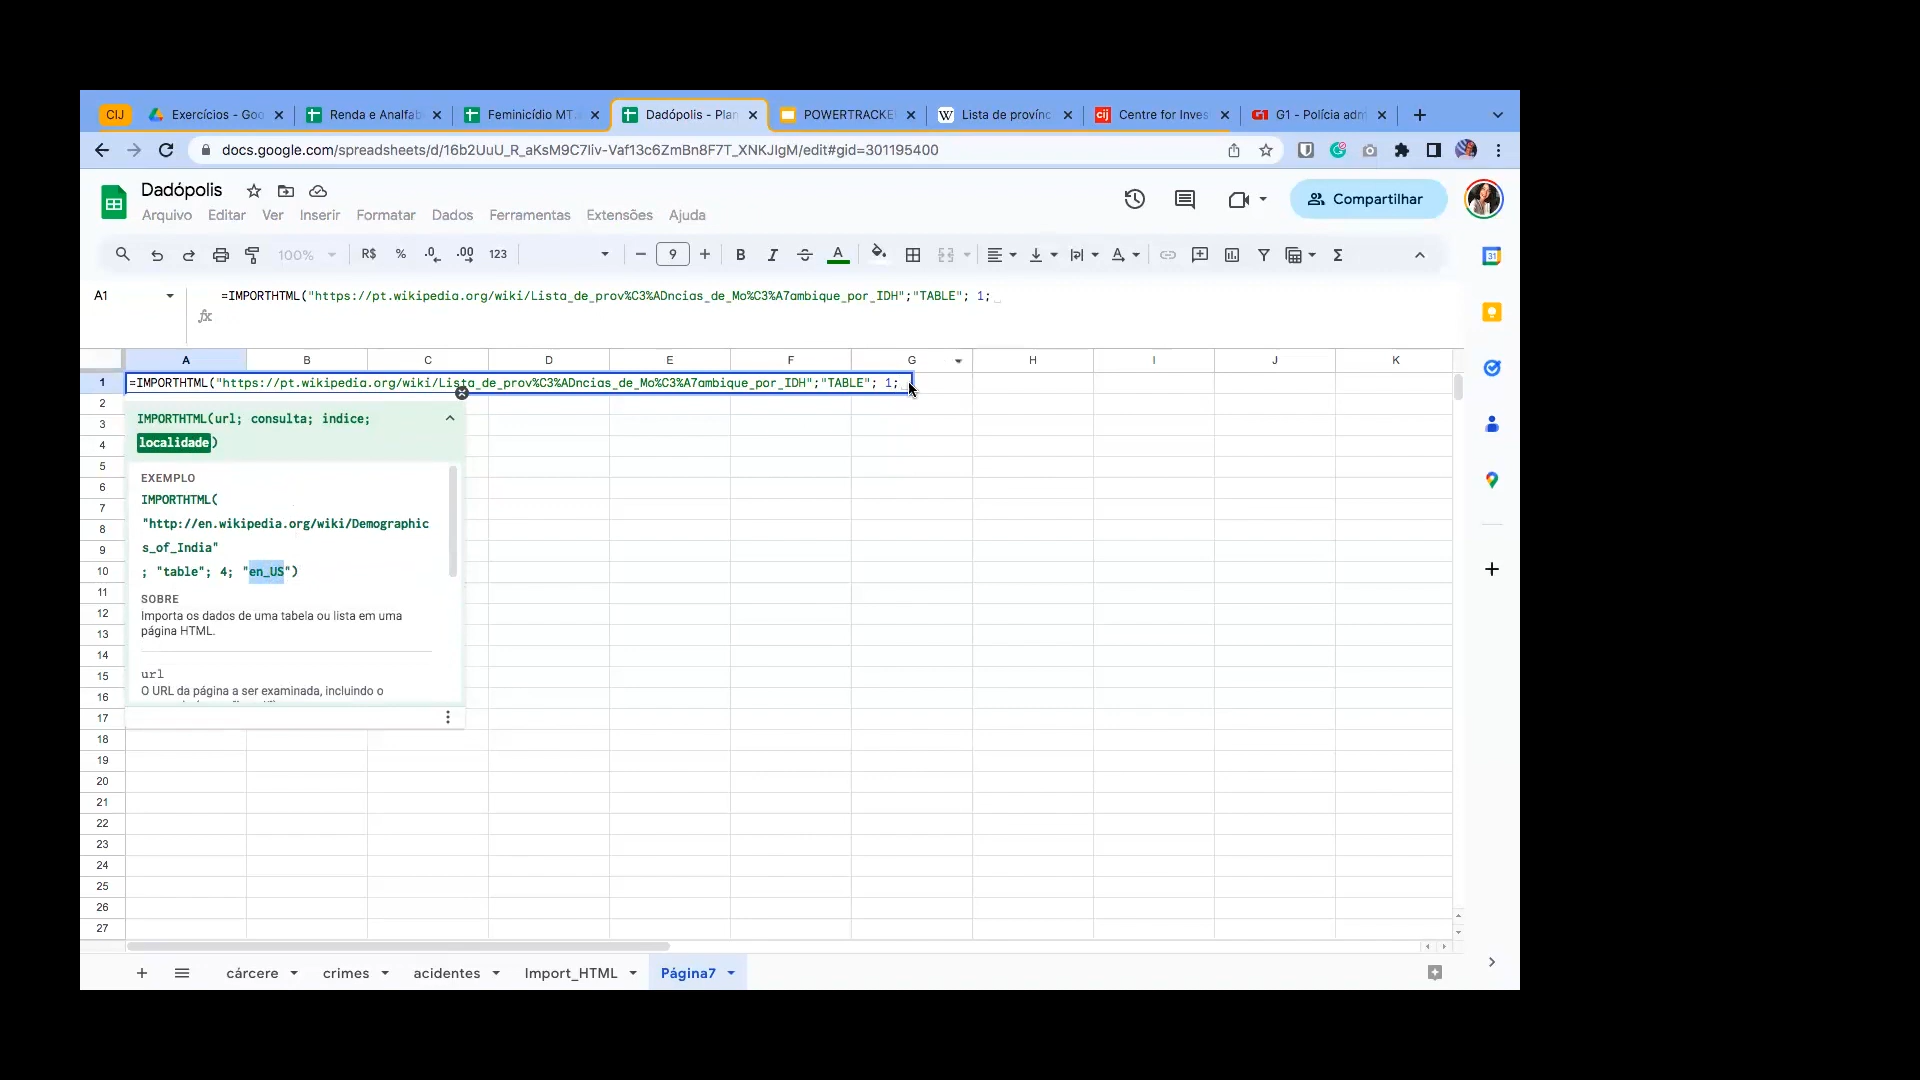 CIJ Exercícios - Goo Renda e Analfab Feminicídio MT. Dadópolis - Plan POWERTRACKE Lista de provínc Centre for Inves G1 - Polícia adm
docs.google.com/spreadsheets/d/16b2UuU_R_aKsM9C7Iiv-Vaf13c6ZmBn8F7T_XNKJIgM/edit#gid=301195400
Dadópolis
Arquivo Editar Ver Inserir Formatar Dados Ferramentas Extensões Ajuda
Compartilhar
100% R$ % .0 .00 123 9 B I A
A1
=IMPORTHTML("https://pt.wikipedia.org/wiki/Lista_de_prov%C3%ADncias_de_Mo%C3%A7ambique_por_IDH";"TABLE"; 1;
fx
A B C D E F G H I J K
1 =IMPORTHTML("https://pt.wikipedia.org/wiki/Lista_de_prov%C3%ADncias_de_Mo%C3%A7ambique_por_IDH";"TABLE"; 1;
2
3
4
5
6
7
8
9
10
11
12
13
14
15
16
17
18
19
20
21
22
23
24
25
26
27
IMPORTHTML(url; consulta; indice;
localidade)
EXEMPLO
IMPORTHTML(
"http://en.wikipedia.org/wiki/Demographic
s_of_India"
; "table"; 4; "en_US")
SOBRE
Importa os dados de uma tabela ou lista em uma
página HTML.
url
O URL da página a ser examinada, incluindo o
cárcere crimes acidentes Import_HTML Página7
31